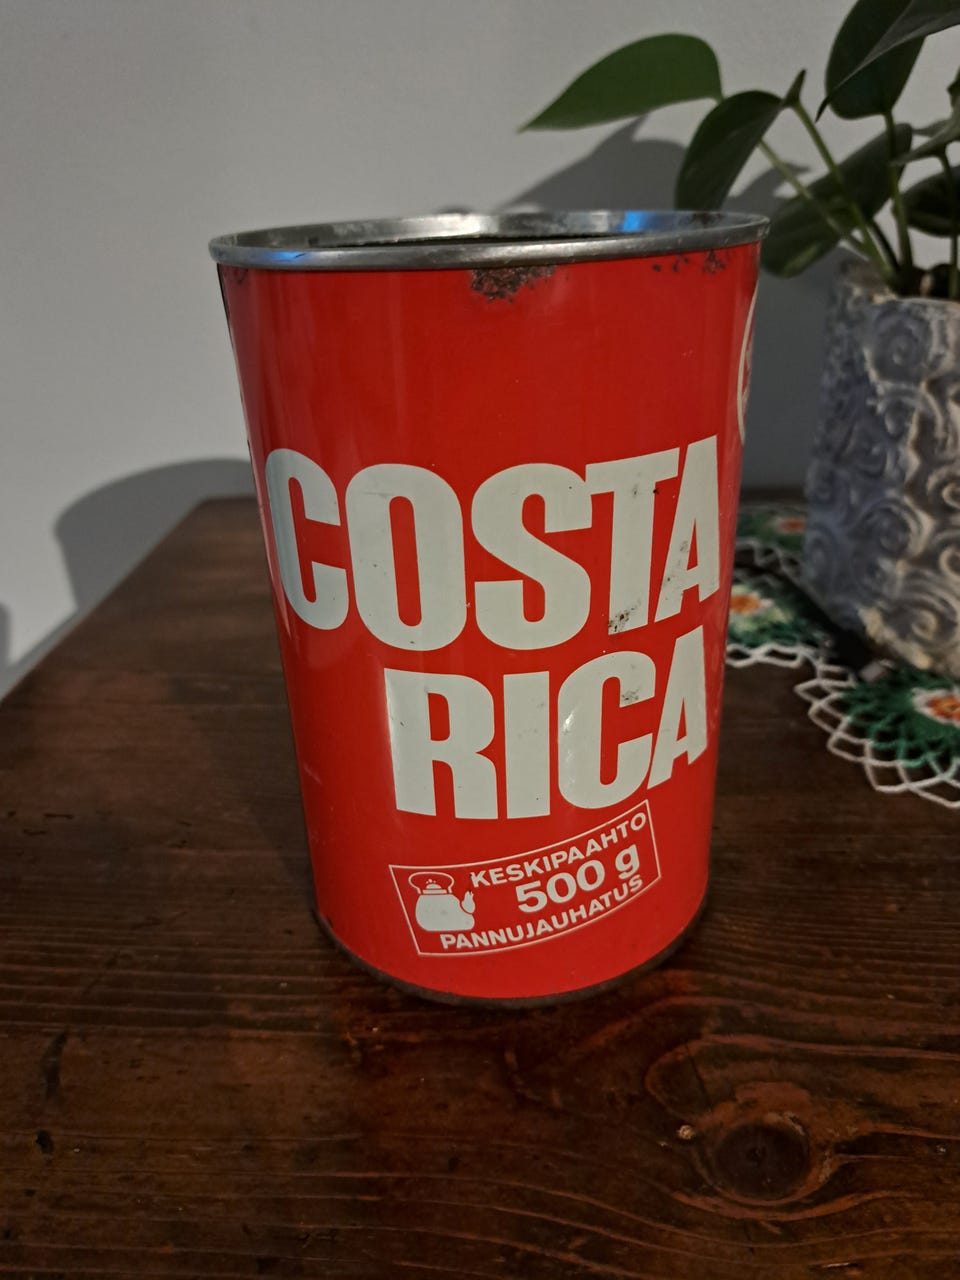 COSTA
RICA
KESKIPAAHTO
500 g
PANNUJAUHATUS